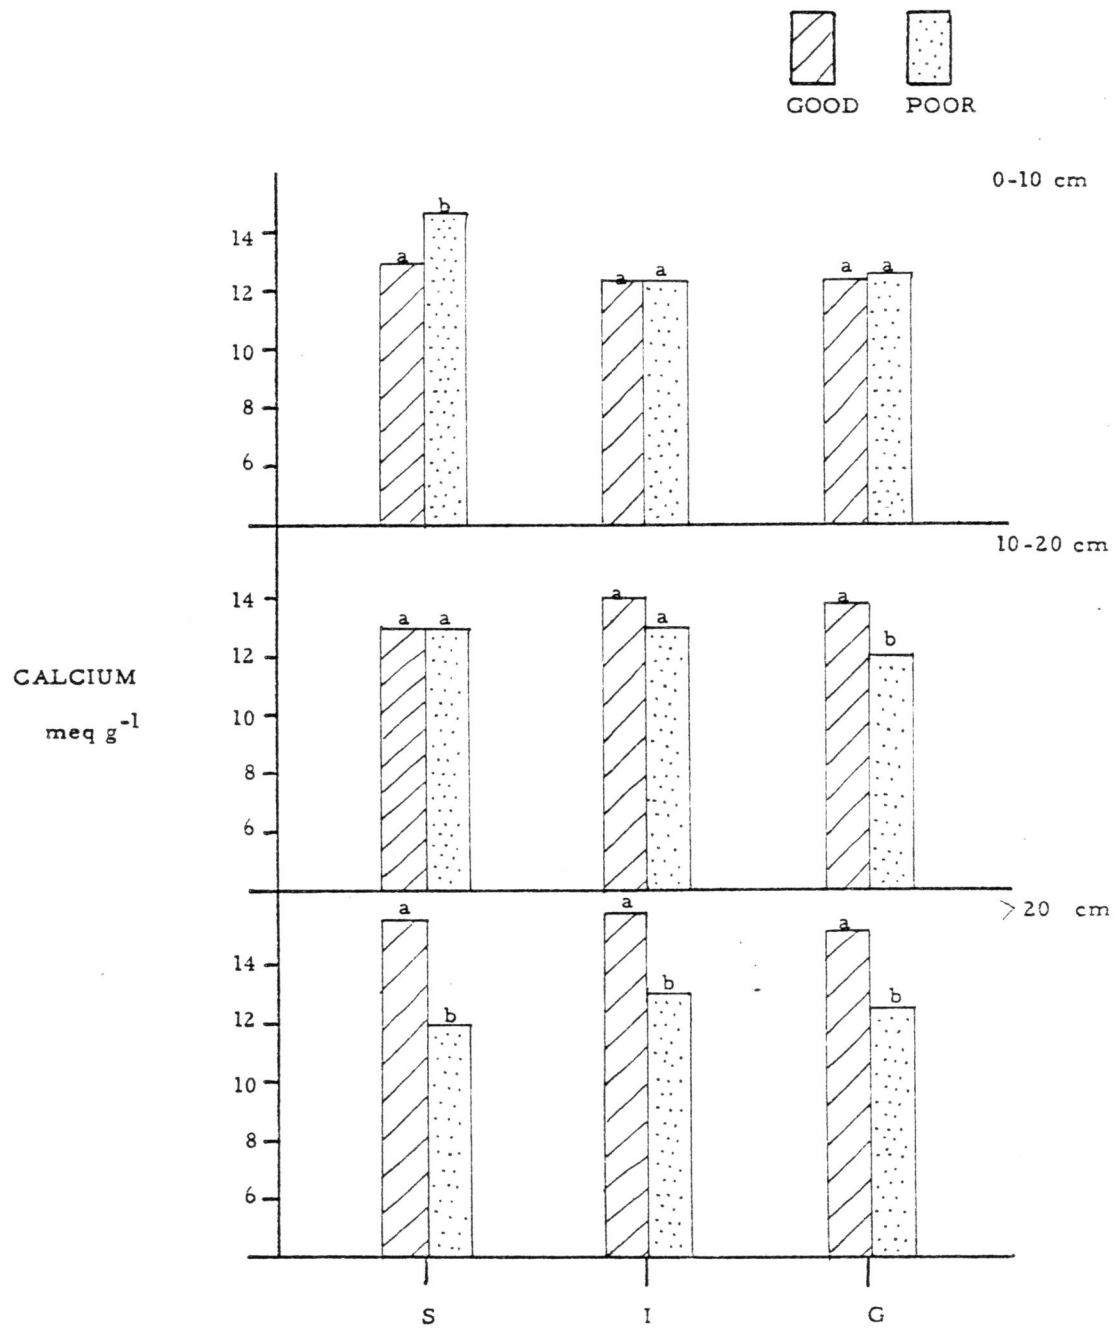 GOOD POOR
0-10 cm
b
14
a
a a a a
12
10
8
6
10-20 cm
14
a a a a a
b
12
CALCIUM
meq g⁻¹
10
8
6
>20 cm
a a a
14
b b b
12
10
8
6
S I G